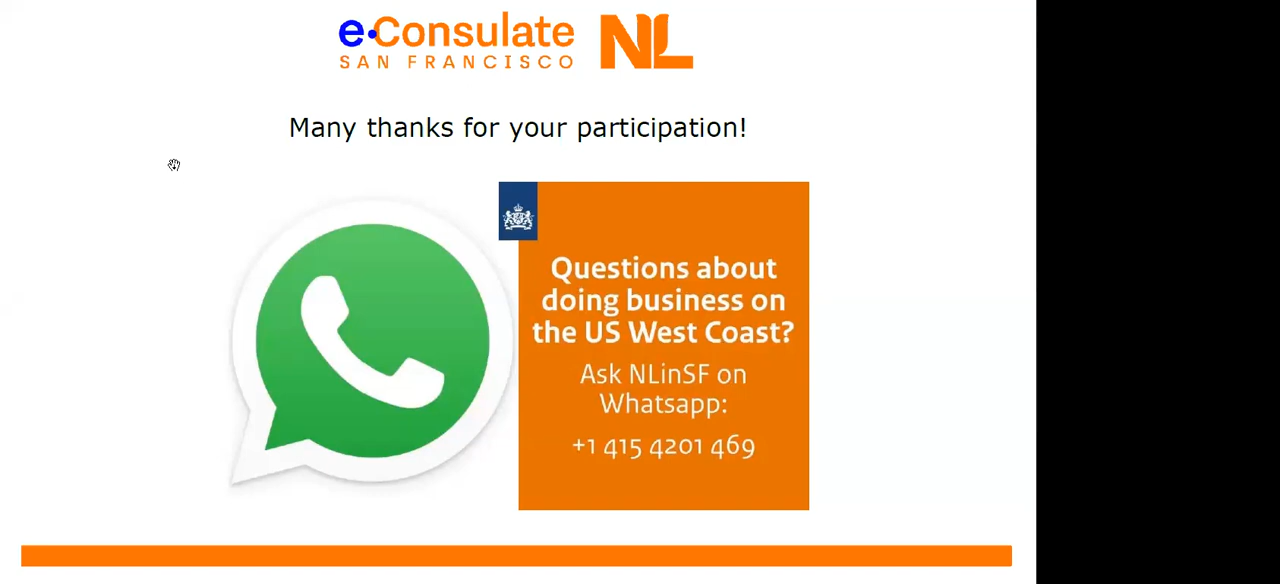 e·Consulate
SAN FRANCISCO
NL
Many thanks for your participation!
Questions about
doing business on
the US West Coast?
Ask NLinSF on
Whatsapp:
+1 415 4201 469